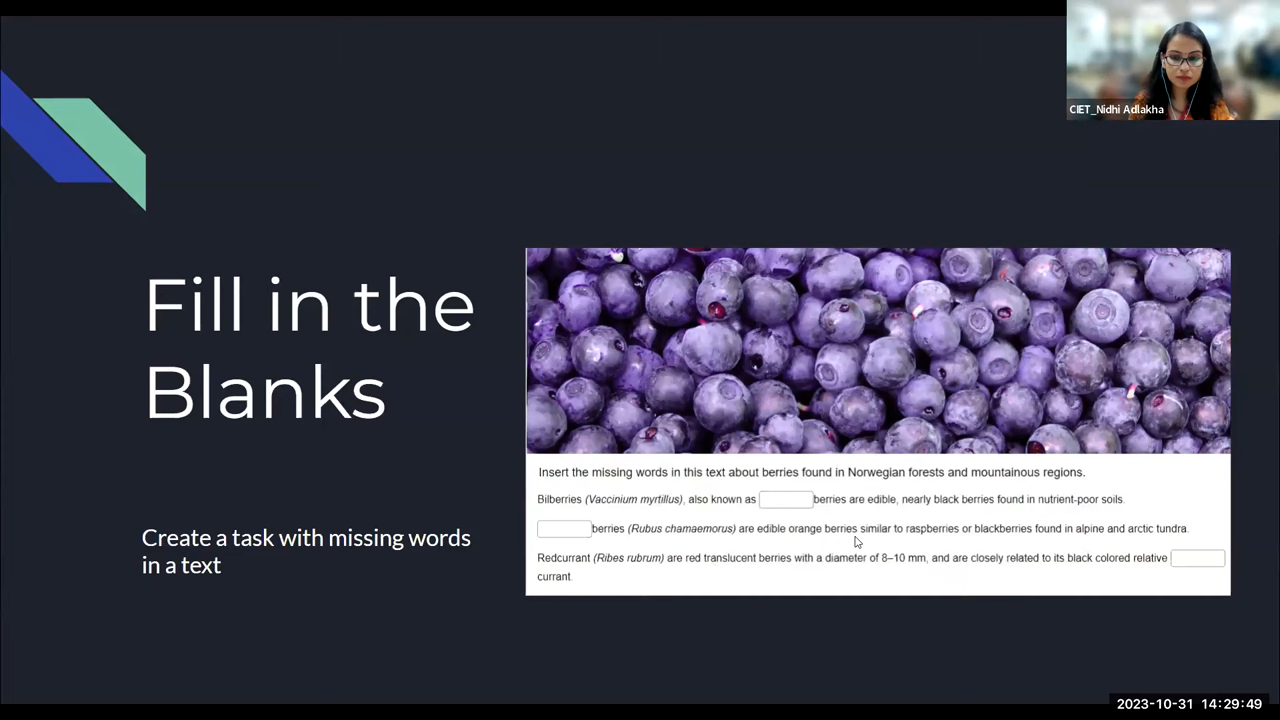 CIET_Nidhi Adlakha
Fill in the
Blanks
Create a task with missing words
in a text
Insert the missing words in this text about berries found in Norwegian forests and mountainous regions.
Bilberries (Vaccinium myrtillus), also known as berries are edible, nearly black berries found in nutrient-poor soils.
berries (Rubus chamaemorus) are edible orange berries similar to raspberries or blackberries found in alpine and arctic tundra.
Redcurrant (Ribes rubrum) are red translucent berries with a diameter of 8–10 mm, and are closely related to its black colored relative
currant.
2023-10-31 14:29:49